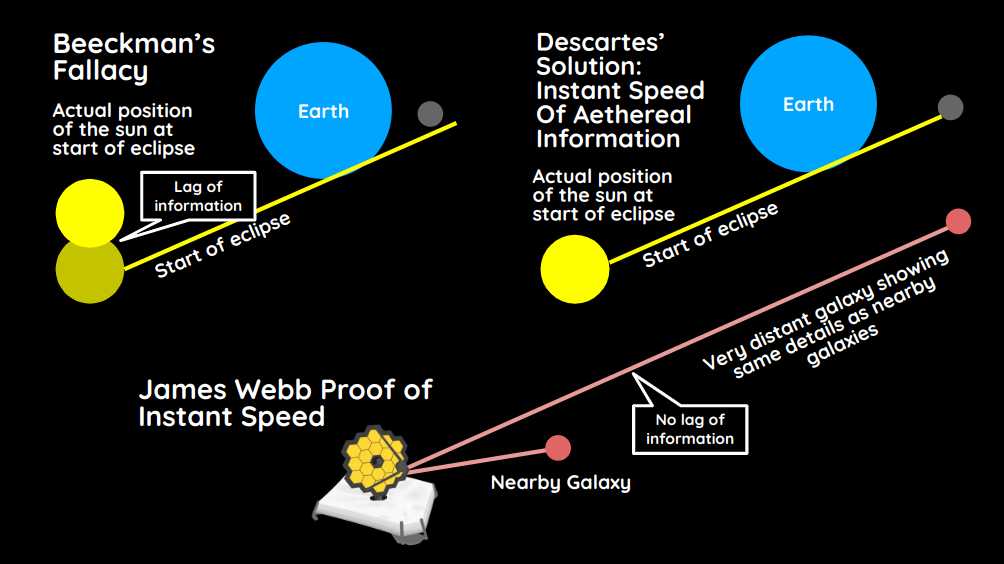 Beeckman's
Fallacy
Actual position
of the sun at
start of eclipse
Earth
Lag of
information
Start of eclipse
Descartes'
Solution:
Instant Speed
Of Aethereal
Information
Actual position
of the sun at
start of eclipse
Earth
Start of eclipse
Very distant galaxy showing
same details as nearby
galaxies
James Webb Proof of
Instant Speed
No lag of
information
Nearby Galaxy